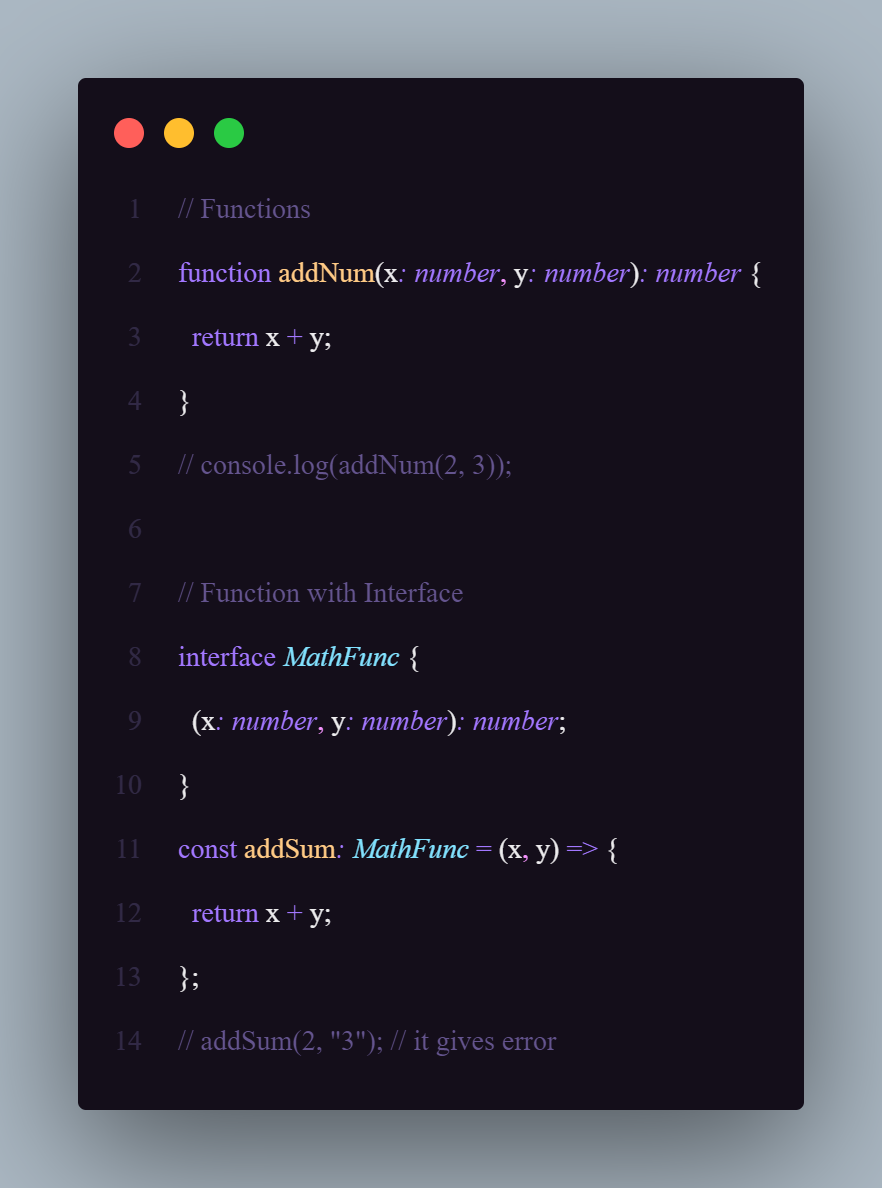 1 // Functions
2 function addNum(x: number, y: number): number {
3   return x + y;
4 }
5 // console.log(addNum(2, 3));
6
7 // Function with Interface
8 interface MathFunc {
9   (x: number, y: number): number;
10 }
11 const addSum: MathFunc = (x, y) => {
12   return x + y;
13 };
14 // addSum(2, "3"); // it gives error